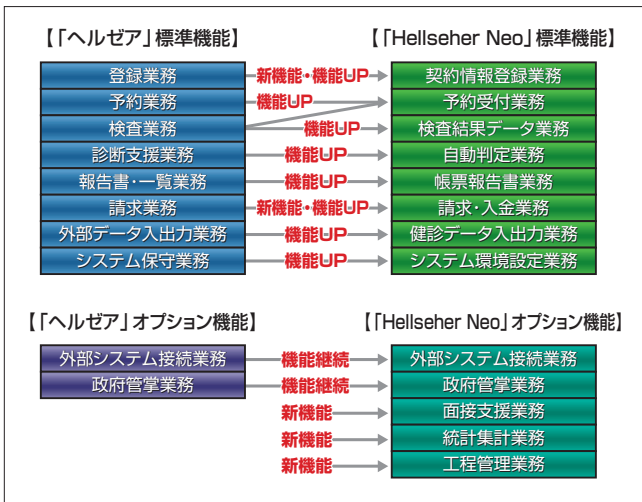 【「ヘルゼア」標準機能】 【「Hellseher Neo」標準機能】
登録業務 新機能・機能UP 契約情報登録業務
予約業務 機能UP 予約受付業務
検査業務 機能UP 検査結果データ業務
診断支援業務 機能UP 自動判定業務
報告書・一覧業務 機能UP 帳票報告書業務
請求業務 新機能・機能UP 請求・入金業務
外部データ入出力業務 機能UP 健診データ入出力業務
システム保守業務 機能UP システム環境設定業務
【「ヘルゼア」オプション機能】 【「Hellseher Neo」オプション機能】
外部システム接続業務 機能継続 外部システム接続業務
政府管掌業務 機能継続 政府管掌業務
新機能 面接支援業務
新機能 統計集計業務
新機能 工程管理業務